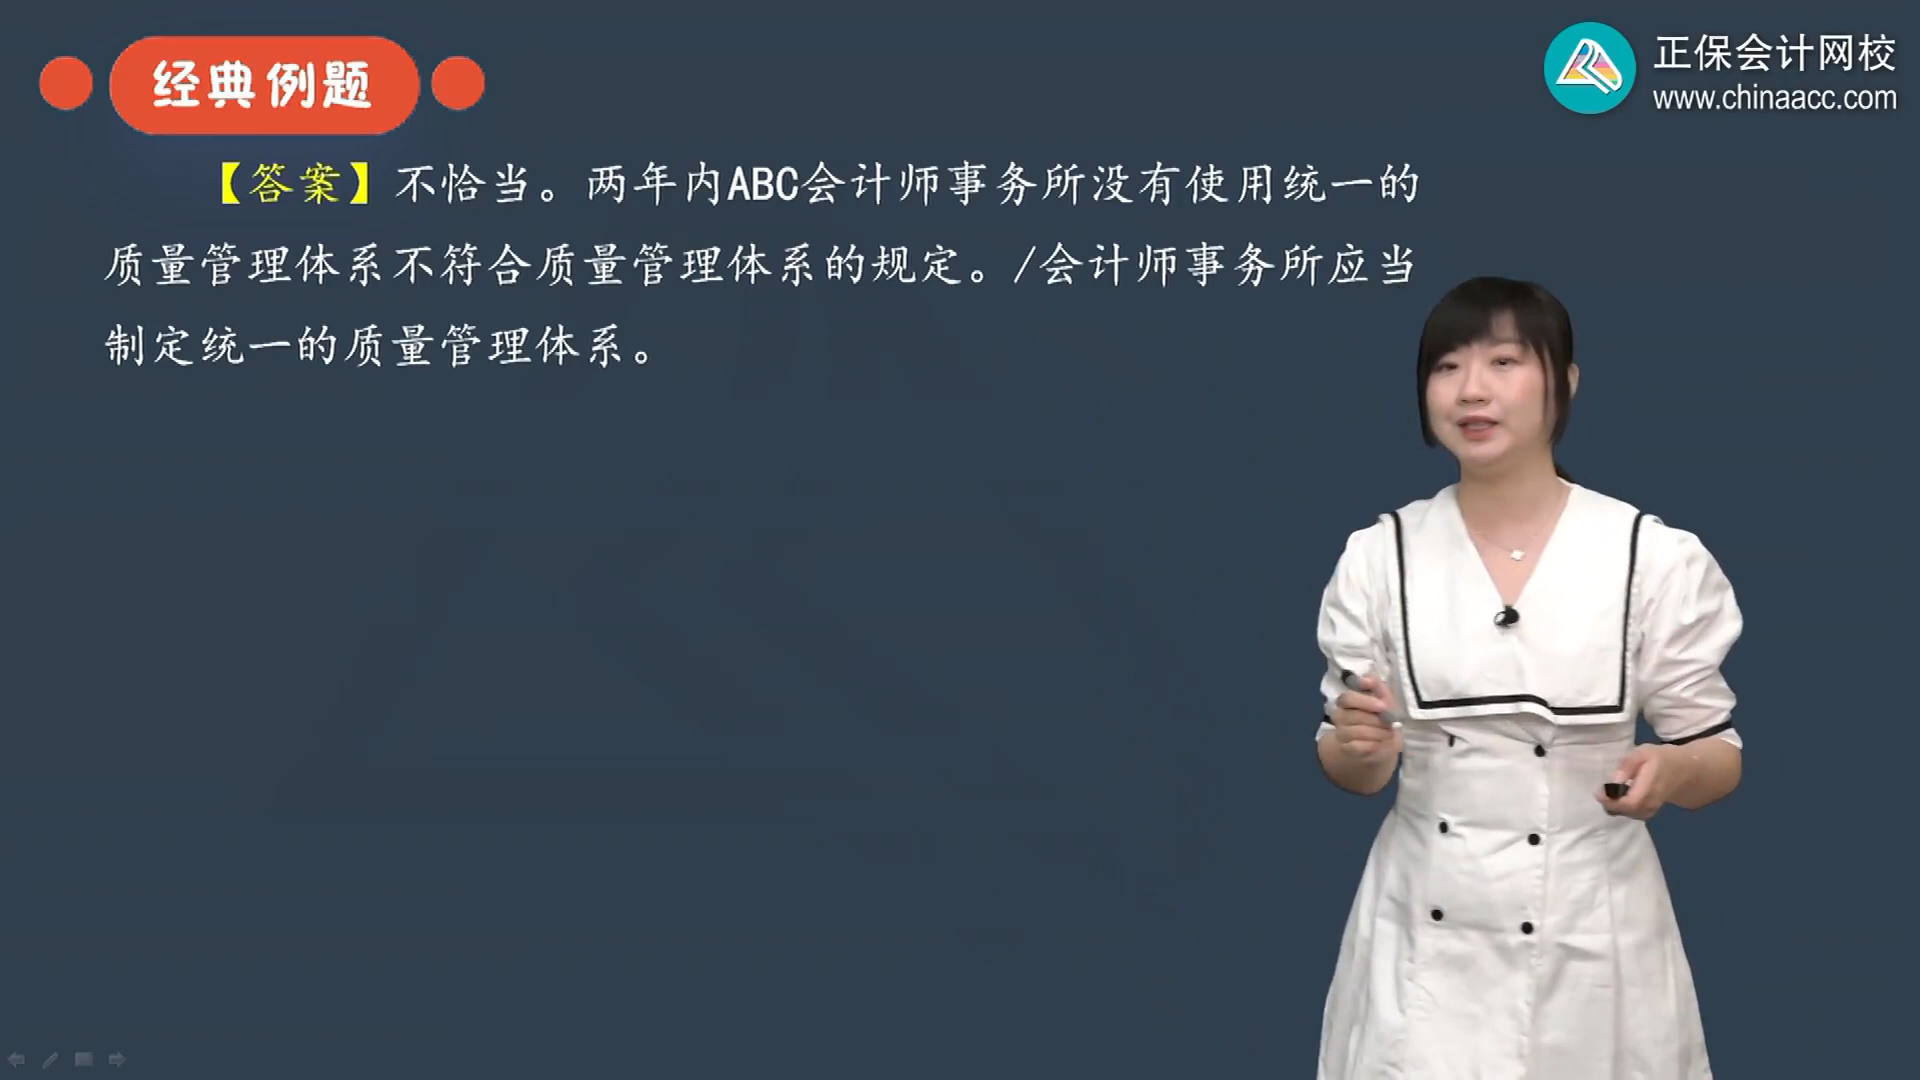 经典例题
正保会计网校
www.chinaacc.com
【答案】不恰当。两年内ABC会计师事务所没有使用统一的
质量管理体系不符合质量管理体系的规定。/会计师事务所应当
制定统一的质量管理体系。